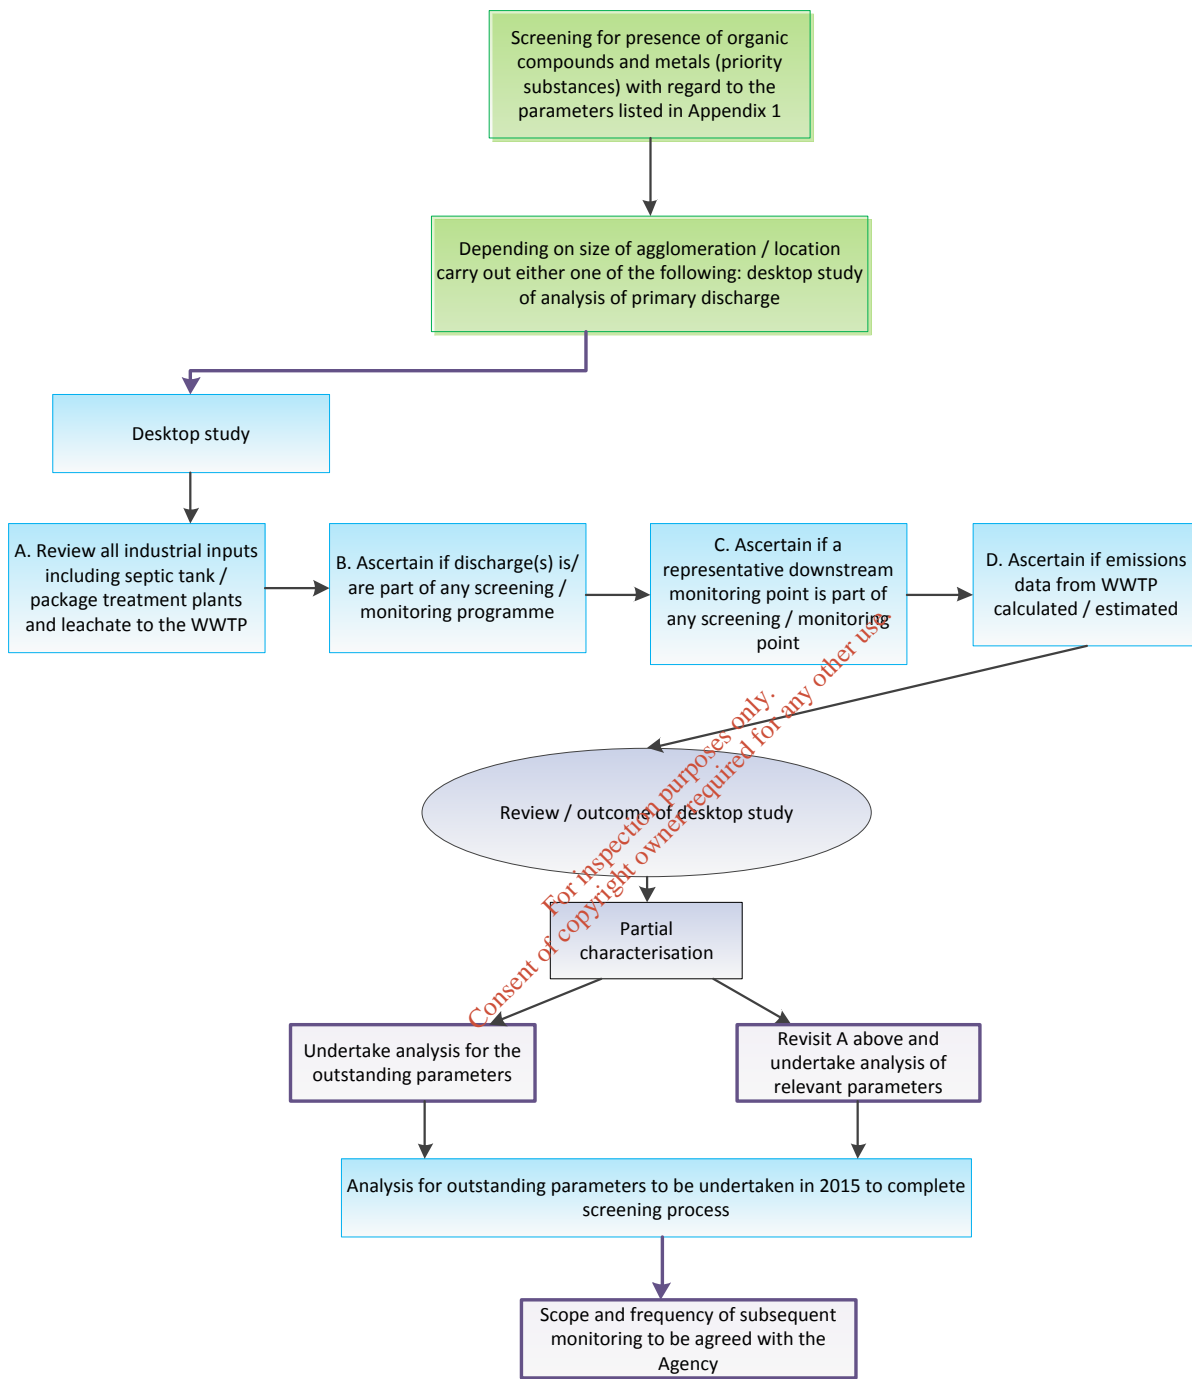 Screening for presence of organic
compounds and metals (priority
substances) with regard to the
parameters listed in Appendix 1
Depending on size of agglomeration / location
carry out either one of the following: desktop study
of analysis of primary discharge
Desktop study
A. Review all industrial inputs
including septic tank /
package treatment plants
and leachate to the WWTP
B. Ascertain if discharge(s) is/
are part of any screening /
monitoring programme
C. Ascertain if a
representative downstream
monitoring point is part of
any screening / monitoring
point
D. Ascertain if emissions
data from WWTP
calculated / estimated
Review / outcome of desktop study
Partial
characterisation
Undertake analysis for the
outstanding parameters
Revisit A above and
undertake analysis of
relevant parameters
Analysis for outstanding parameters to be undertaken in 2015 to complete
screening process
Scope and frequency of subsequent
monitoring to be agreed with the
Agency
For inspection purposes only.
Consent of copyright owner required for any other use.